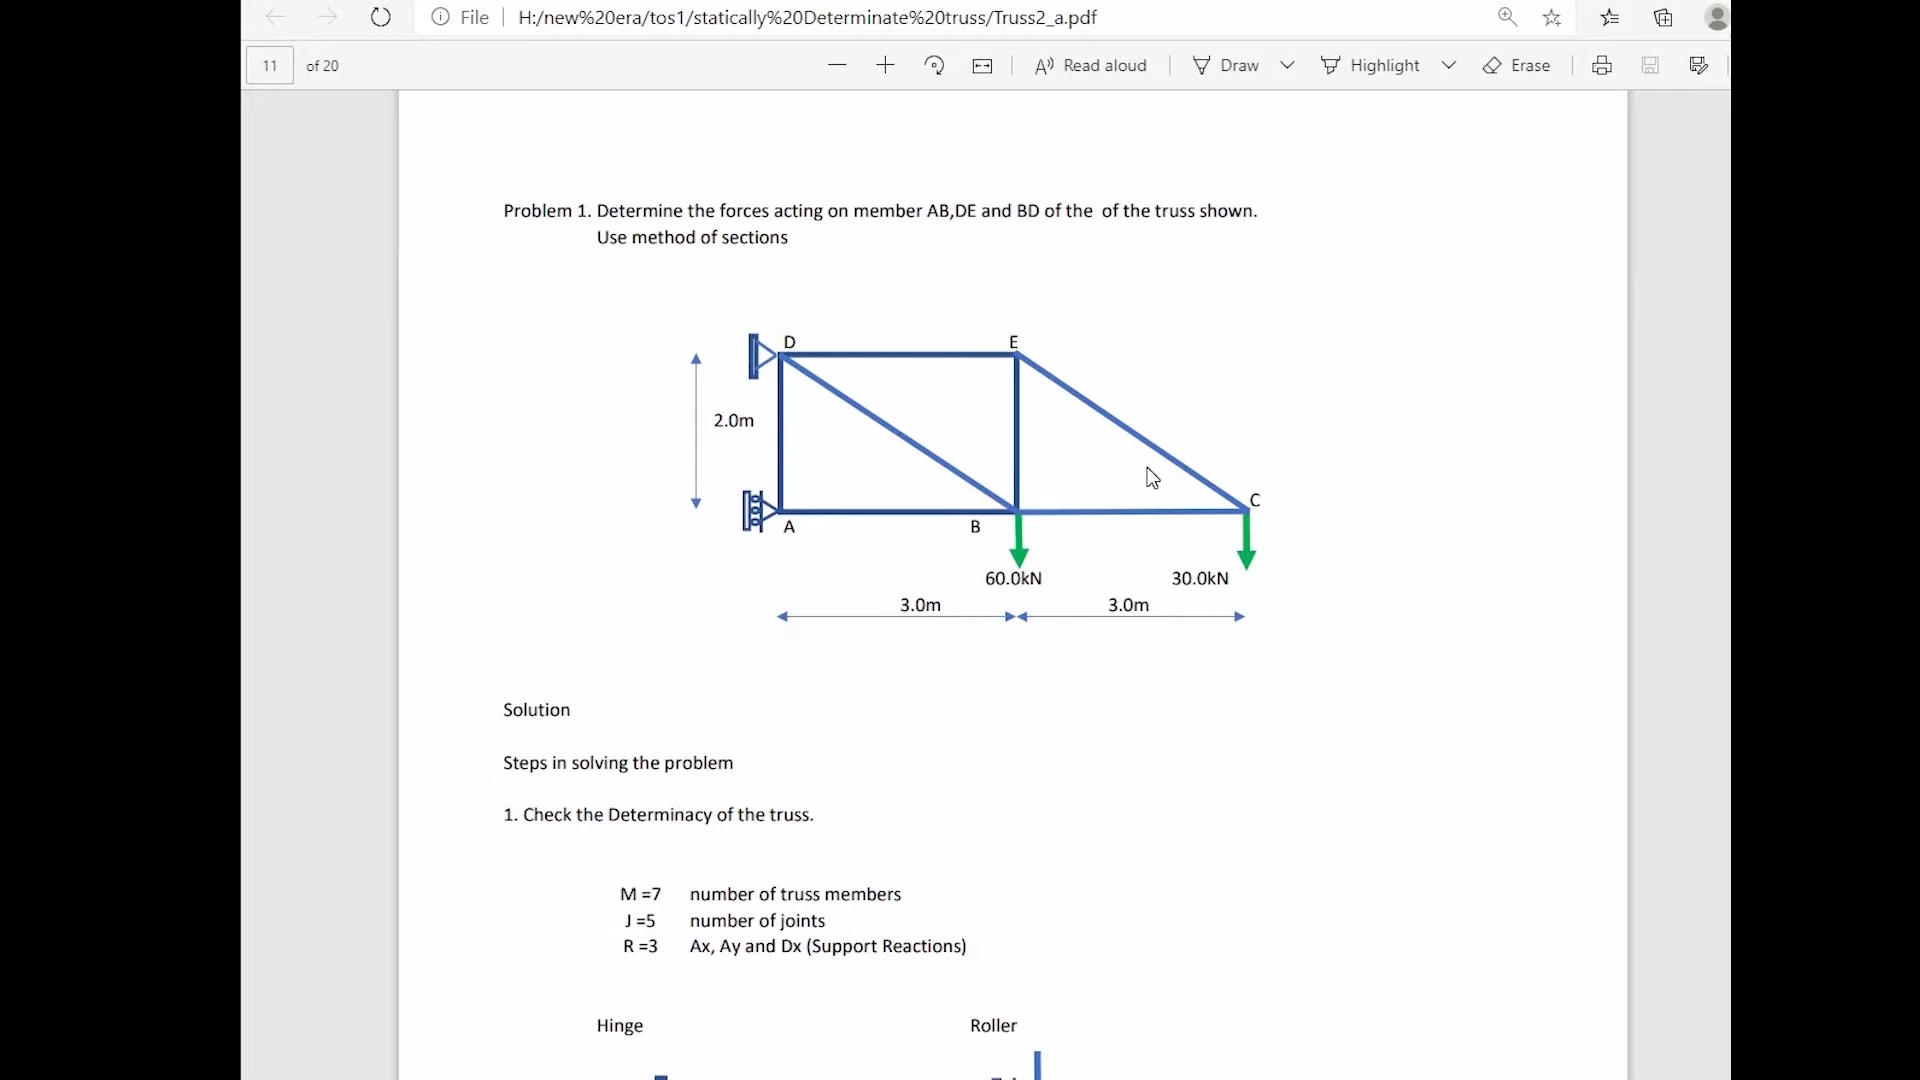 File H:/new%20era/tos1/statically%20Determinate%20truss/Truss2_a.pdf
11 of 20 Read aloud Draw Highlight Erase
Problem 1. Determine the forces acting on member AB,DE and BD of the of the truss shown.
Use method of sections
D E
2.0m
C
A B
60.0kN 30.0kN
3.0m 3.0m
Solution
Steps in solving the problem
1. Check the Determinacy of the truss.
M =7 number of truss members
J =5 number of joints
R =3 Ax, Ay and Dx (Support Reactions)
Hinge Roller